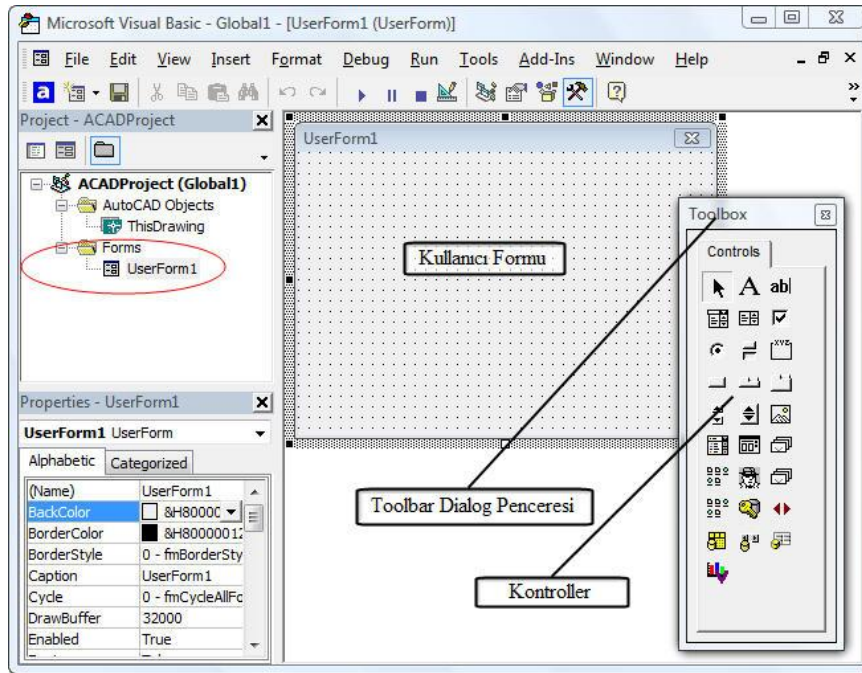 Microsoft Visual Basic - Global1 - [UserForm1 (UserForm)]
File Edit View Insert Format Debug Run Tools Add-Ins Window Help
Project - ACADProject
ACADProject (Global1)
AutoCAD Objects
ThisDrawing
Forms
UserForm1
Properties - UserForm1
UserForm1 UserForm
Alphabetic Categorized
(Name) UserForm1
BackColor &H80000
BorderColor &H80000012
BorderStyle 0 - fmBorderSty
Caption UserForm1
Cycle 0 - fmCycleAllFo
DrawBuffer 32000
Enabled True
UserForm1
Kullanıcı Formu
Toolbar Dialog Penceresi
Kontroller
Toolbox
Controls
A ab
XYZ